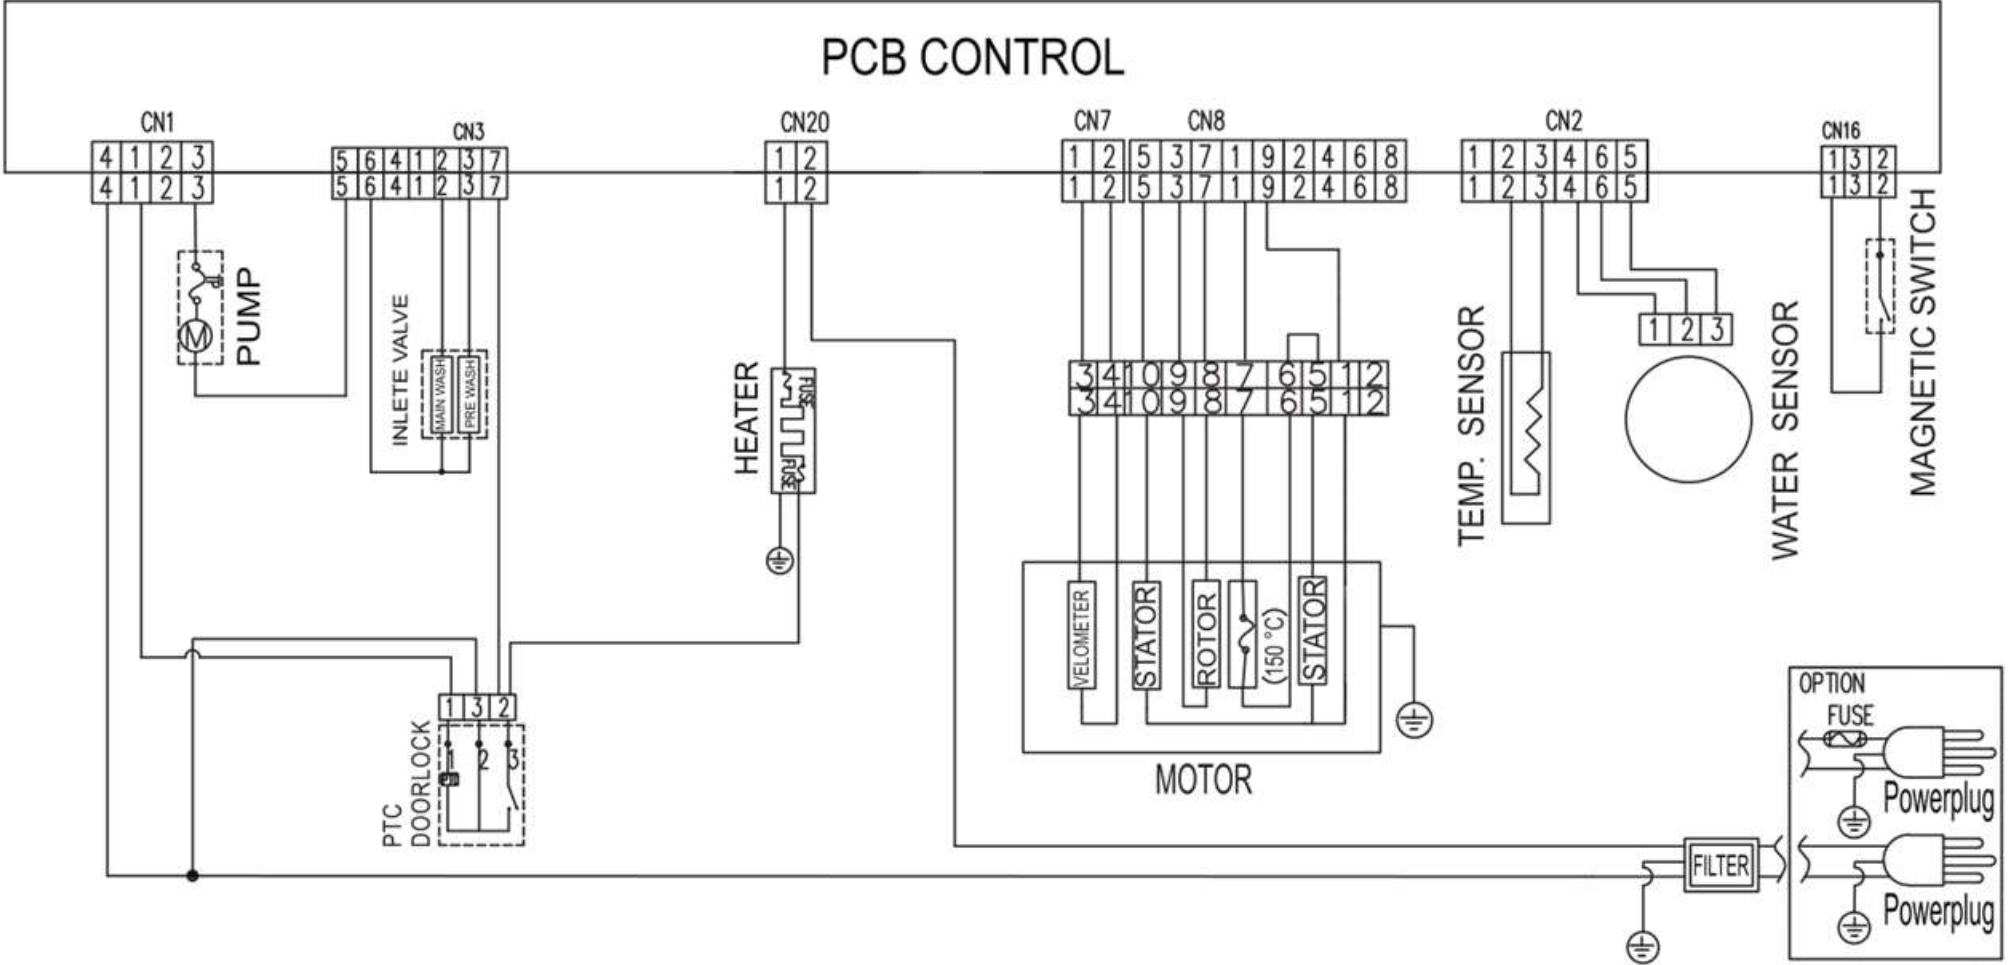 PCB CONTROL
CN1
CN3
CN20
CN7
CN8
CN2
CN16
4 1 2 3
4 1 2 3
5 6 4 1 2 3 7
5 6 4 1 2 3 7
1 2
1 2
1 2
1 2
5 3 7 1 9 2 4 6 8
5 3 7 1 9 2 4 6 8
1 2 3 4 6 5
1 2 3 4 6 5
1 3 2
1 3 2
M
PUMP
INLETE VALVE
MAIN WASH
PRE WASH
HEATER
FUSE
FUSE
3 4 10 9 8 7 6 5 1 2
3 4 10 9 8 7 6 5 1 2
TEMP. SENSOR
1 2 3
WATER SENSOR
MAGNETIC SWITCH
VELOMETER
STATOR
ROTOR
(150 °C)
STATOR
MOTOR
1 3 2
1 2 3
PTC
DOORLOCK
FILTER
OPTION
FUSE
Powerplug
Powerplug